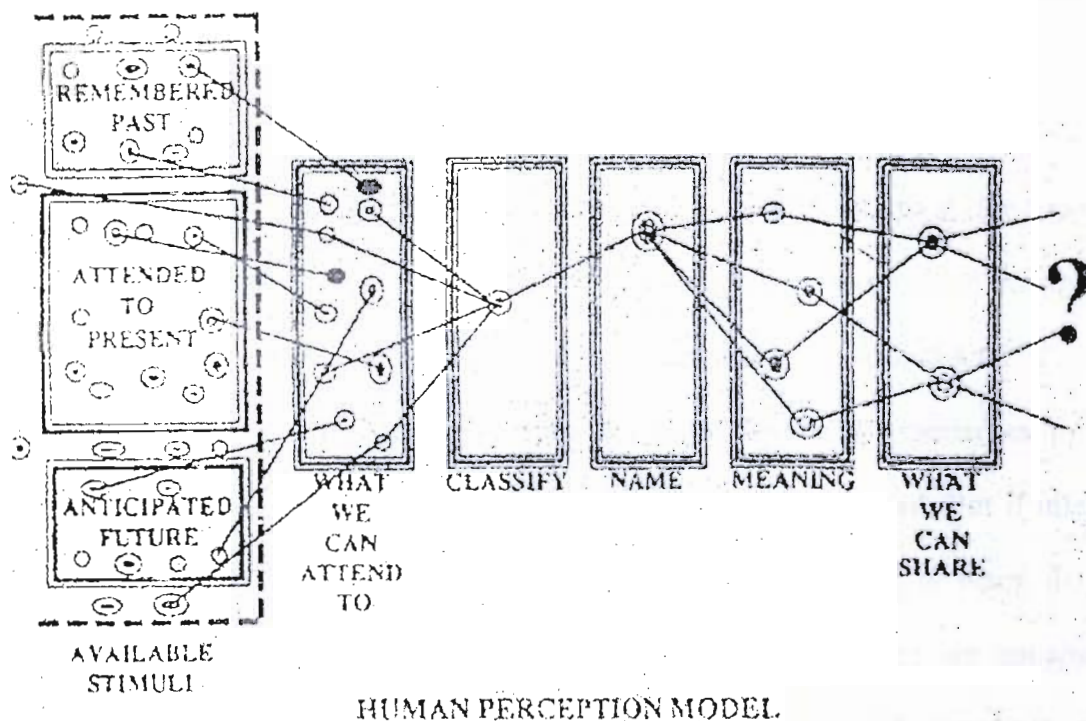 REMEMBERED
PAST
ATTENDED
TO
PRESENT
ANTICIPATED
FUTURE
AVAILABLE
STIMULI
WHAT
WE
CAN
ATTEND
TO
CLASSIFY
NAME
MEANING
WHAT
WE
CAN
SHARE
?
HUMAN PERCEPTION MODEL